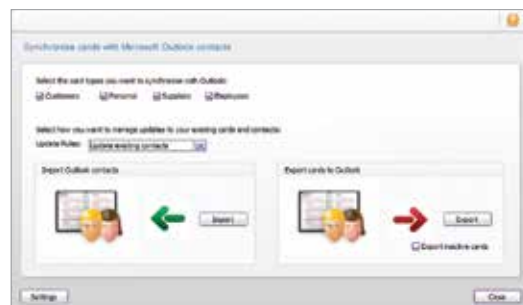 Synchronise cards with Microsoft Outlook contacts
Select the card types you want to synchronise with Outlook:
Customers Personal Suppliers Employees
Select how you want to manage updates to your existing cards and contacts:
Update Rules: Update existing contacts
Import Outlook contacts
Export cards to Outlook
Import
Export
Export inactive cards
Settings
Close